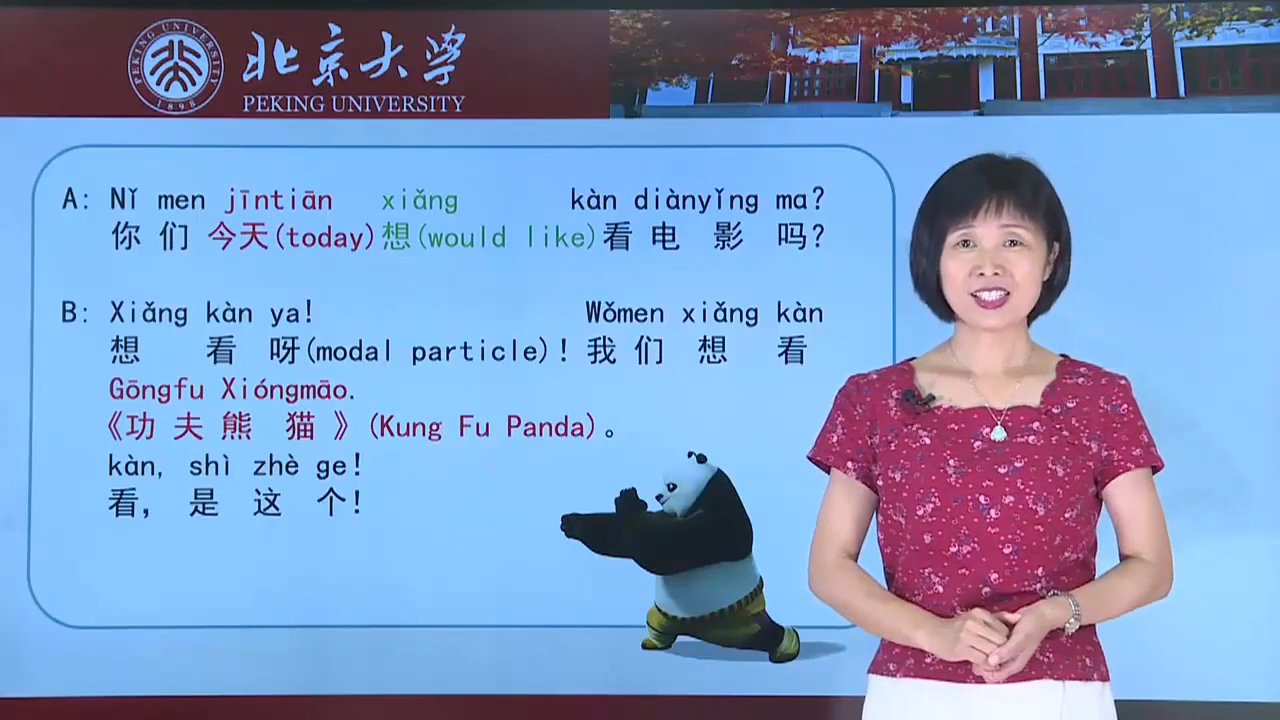 PEKING UNIVERSITY
1898
北京大学
PEKING UNIVERSITY
A: Nǐ men jīntiān xiǎng kàn diànyǐng ma?
你 们 今天(today)想(would like)看 电 影 吗?
B: Xiǎng kàn ya! Wǒmen xiǎng kàn
想 看 呀(modal particle)! 我 们 想 看
Gōngfu Xióngmāo.
《功 夫 熊 猫 》(Kung Fu Panda)。
kàn, shì zhè ge!
看, 是 这 个!